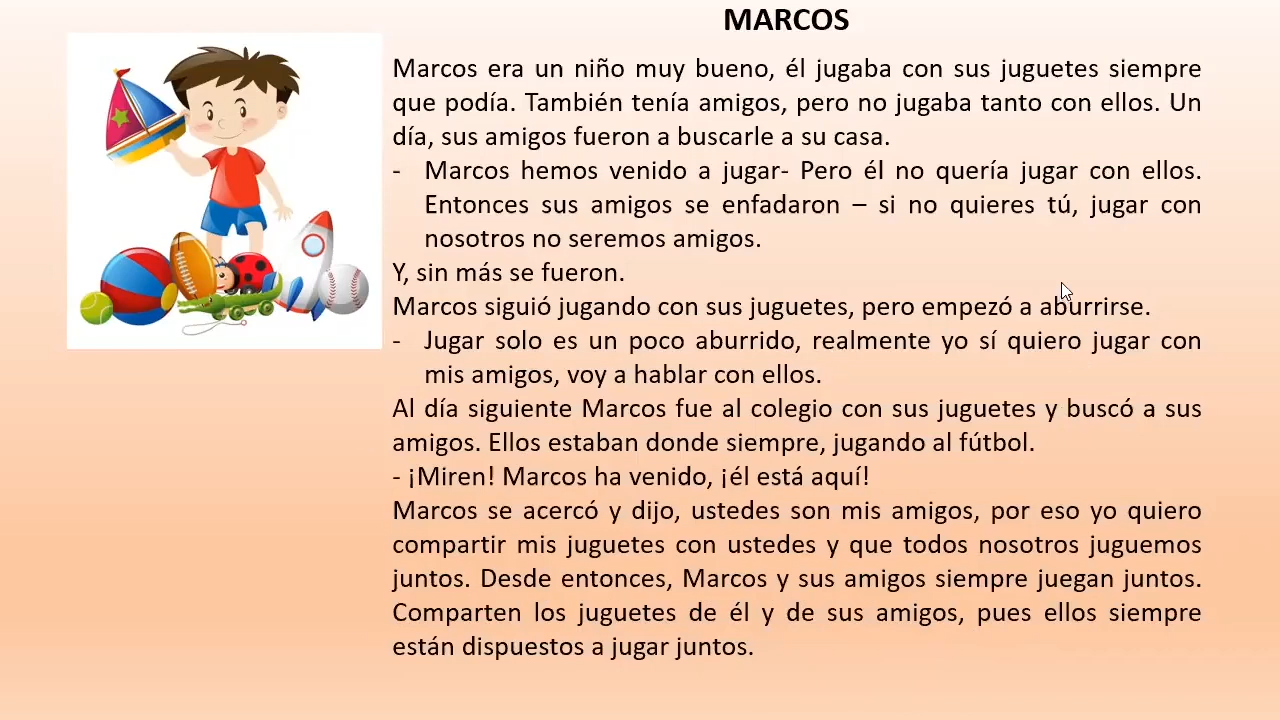 MARCOS
Marcos era un niño muy bueno, él jugaba con sus juguetes siempre
que podía. También tenía amigos, pero no jugaba tanto con ellos. Un
día, sus amigos fueron a buscarle a su casa.
- Marcos hemos venido a jugar- Pero él no quería jugar con ellos.
Entonces sus amigos se enfadaron – si no quieres tú, jugar con
nosotros no seremos amigos.
Y, sin más se fueron.
Marcos siguió jugando con sus juguetes, pero empezó a aburrirse.
- Jugar solo es un poco aburrido, realmente yo sí quiero jugar con
mis amigos, voy a hablar con ellos.
Al día siguiente Marcos fue al colegio con sus juguetes y buscó a sus
amigos. Ellos estaban donde siempre, jugando al fútbol.
- ¡Miren! Marcos ha venido, ¡él está aquí!
Marcos se acercó y dijo, ustedes son mis amigos, por eso yo quiero
compartir mis juguetes con ustedes y que todos nosotros juguemos
juntos. Desde entonces, Marcos y sus amigos siempre juegan juntos.
Comparten los juguetes de él y de sus amigos, pues ellos siempre
están dispuestos a jugar juntos.